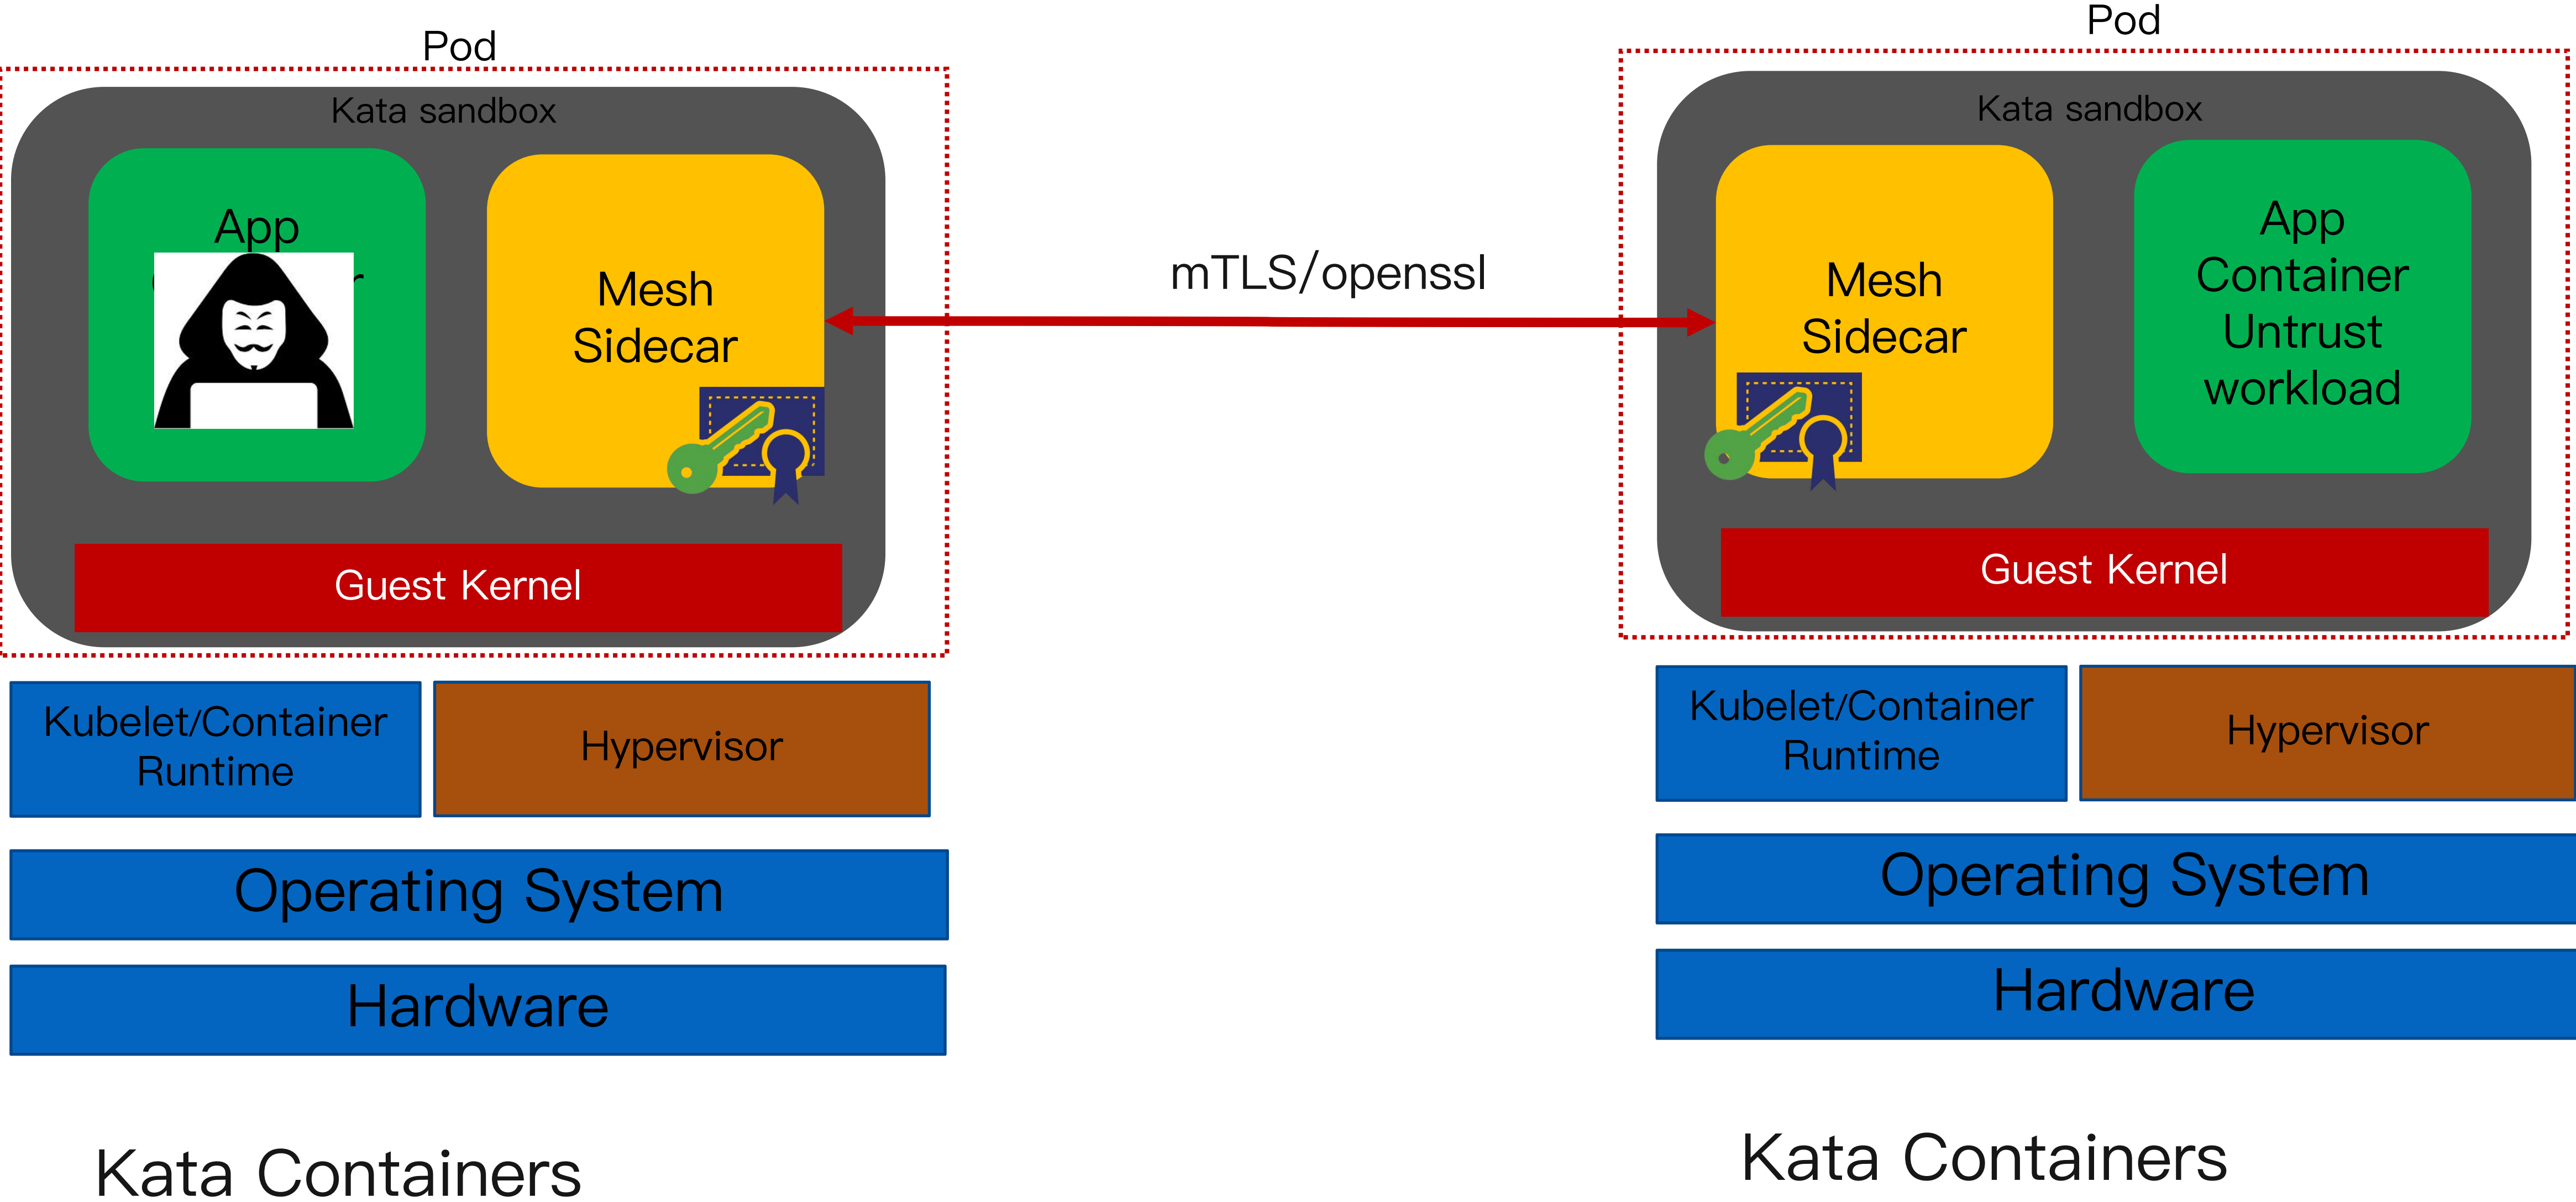 Pod
Kata sandbox
App
Mesh
Sidecar
Guest Kernel
Kubelet/Container
Runtime
Hypervisor
Operating System
Hardware
Kata Containers
mTLS/openssl
Pod
Kata sandbox
Mesh
Sidecar
App
Container
Untrust
workload
Guest Kernel
Kubelet/Container
Runtime
Hypervisor
Operating System
Hardware
Kata Containers